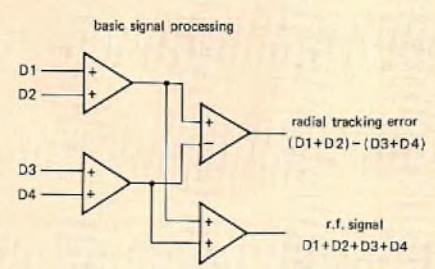 basic signal processing
D1
+
D2
+
+
radial tracking error
−
(D1+D2)−(D3+D4)
D3
+
D4
+
+
r.f. signal
+
D1+D2+D3+D4